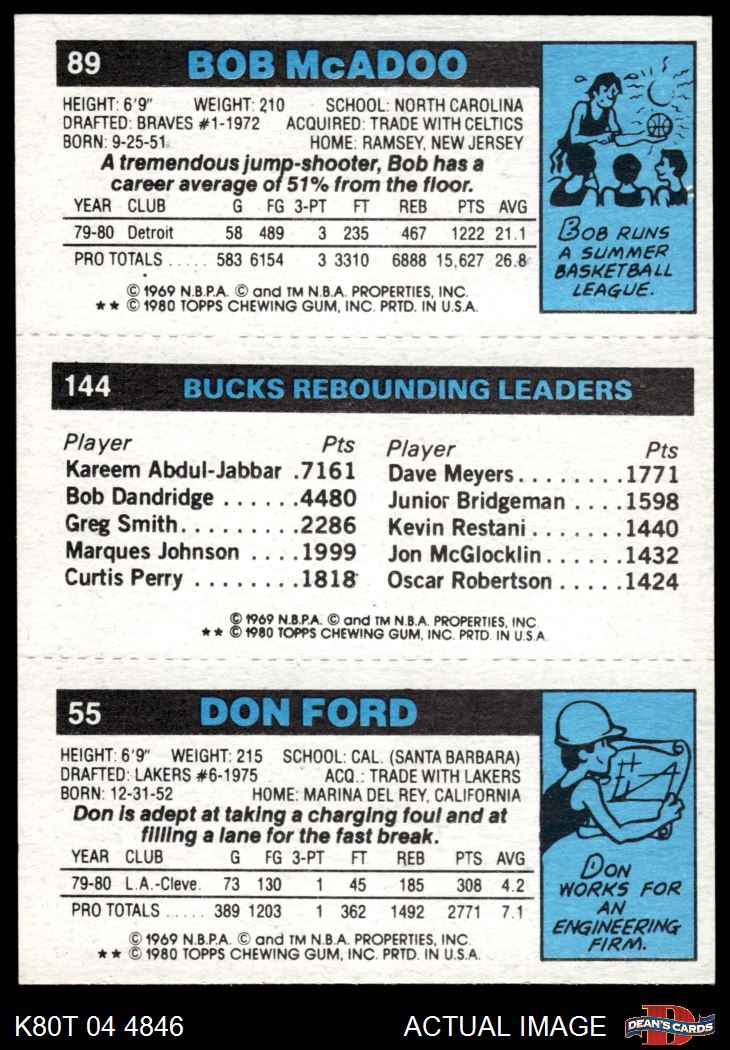 89 BOB McADOO
HEIGHT: 6'9" WEIGHT: 210 SCHOOL: NORTH CAROLINA
DRAFTED: BRAVES #1-1972 ACQUIRED: TRADE WITH CELTICS
BORN: 9-25-51 HOME: RAMSEY, NEW JERSEY
A tremendous jump-shooter, Bob has a
career average of 51% from the floor.
YEAR CLUB G FG 3-PT FT REB PTS AVG
79-80 Detroit 58 489 3 235 467 1222 21.1
PRO TOTALS ..... 583 6154 3 3310 6888 15,627 26.8
© 1969 N.B.P.A. © and TM N.B.A. PROPERTIES, INC.
** © 1980 TOPPS CHEWING GUM, INC. PRTD. IN U.S.A.
BOB RUNS
A SUMMER
BASKETBALL
LEAGUE.
144 BUCKS REBOUNDING LEADERS
Player Pts
Kareem Abdul-Jabbar .7161
Bob Dandridge ......4480
Greg Smith.........2286
Marques Johnson ....1999
Curtis Perry ........1818
Player Pts
Dave Meyers........1771
Junior Bridgeman ....1598
Kevin Restani .......1440
Jon McGlocklin......1432
Oscar Robertson .....1424
© 1969 N.B.P.A. © and TM N.B.A. PROPERTIES, INC.
** © 1980 TOPPS CHEWING GUM, INC. PRTD. IN U.S.A.
55 DON FORD
HEIGHT: 6'9" WEIGHT: 215 SCHOOL: CAL. (SANTA BARBARA)
DRAFTED: LAKERS #6-1975 ACQ.: TRADE WITH LAKERS
BORN: 12-31-52 HOME: MARINA DEL REY, CALIFORNIA
Don is adept at taking a charging foul and at
filling a lane for the fast break.
YEAR CLUB G FG 3-PT FT REB PTS AVG
79-80 L.A.-Cleve. 73 130 1 45 185 308 4.2
PRO TOTALS ..... 389 1203 1 362 1492 2771 7.1
© 1969 N.B.P.A. © and TM N.B.A. PROPERTIES, INC.
** © 1980 TOPPS CHEWING GUM, INC. PRTD. IN U.S.A.
DON
WORKS FOR
AN
ENGINEERING
FIRM.
K80T 04 4846 ACTUAL IMAGE
D
DEAN'S CARDS